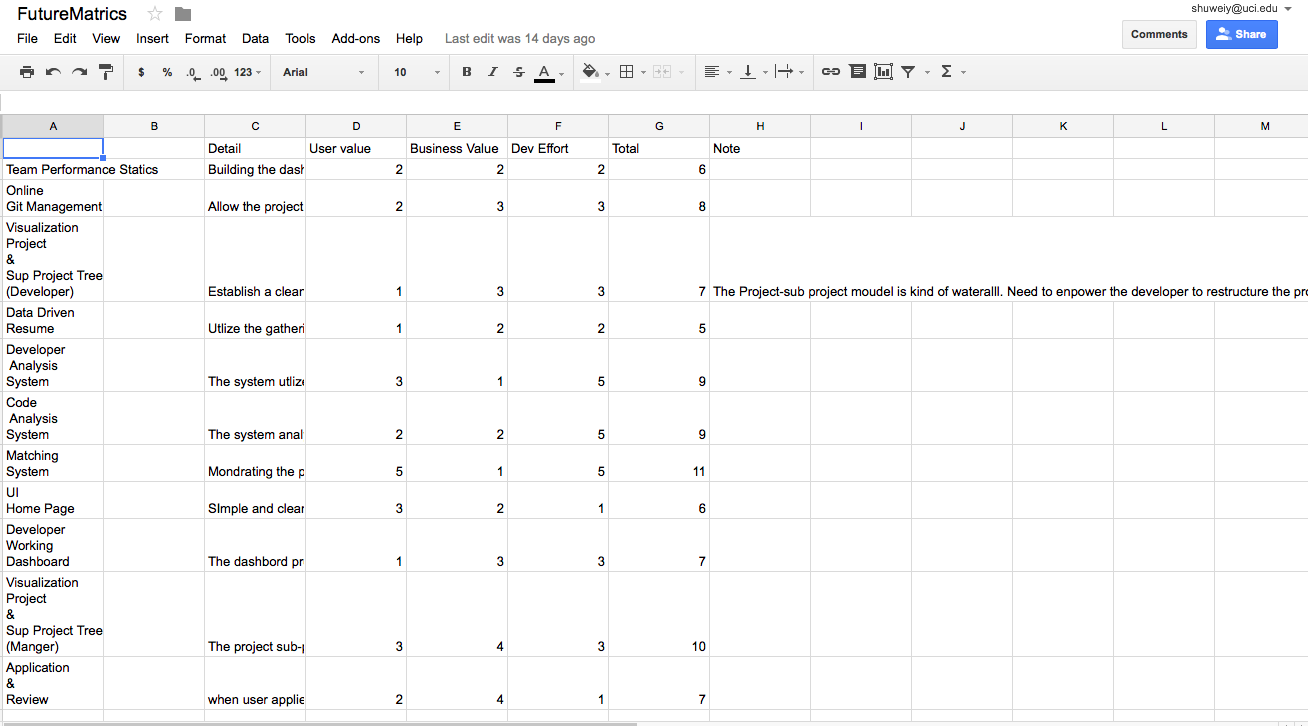 FutureMatrics
shuweiy@uci.edu
File Edit View Insert Format Data Tools Add-ons Help Last edit was 14 days ago
Comments Share
$ % .0 .00 123 Arial 10 B I S A Σ
A B C D E F G H I J K L M
Detail User value Business Value Dev Effort Total Note
Team Performance Statics Building the dash 2 2 2 6
Online
Git Management Allow the project 2 3 3 8
Visualization
Project
&
Sup Project Tree
(Developer) Establish a clear 1 3 3 7 The Project-sub project moudel is kind of wateralll. Need to enpower the developer to restructure the pro
Data Driven
Resume Utlize the gatheri 1 2 2 5
Developer
Analysis
System The system utlize 3 1 5 9
Code
Analysis
System The system anal 2 2 5 9
Matching
System Mondrating the p 5 1 5 11
UI
Home Page SImple and clear 3 2 1 6
Developer
Working
Dashboard The dashbord pr 1 3 3 7
Visualization
Project
&
Sup Project Tree
(Manger) The project sub-p 3 4 3 10
Application
&
Review when user applie 2 4 1 7